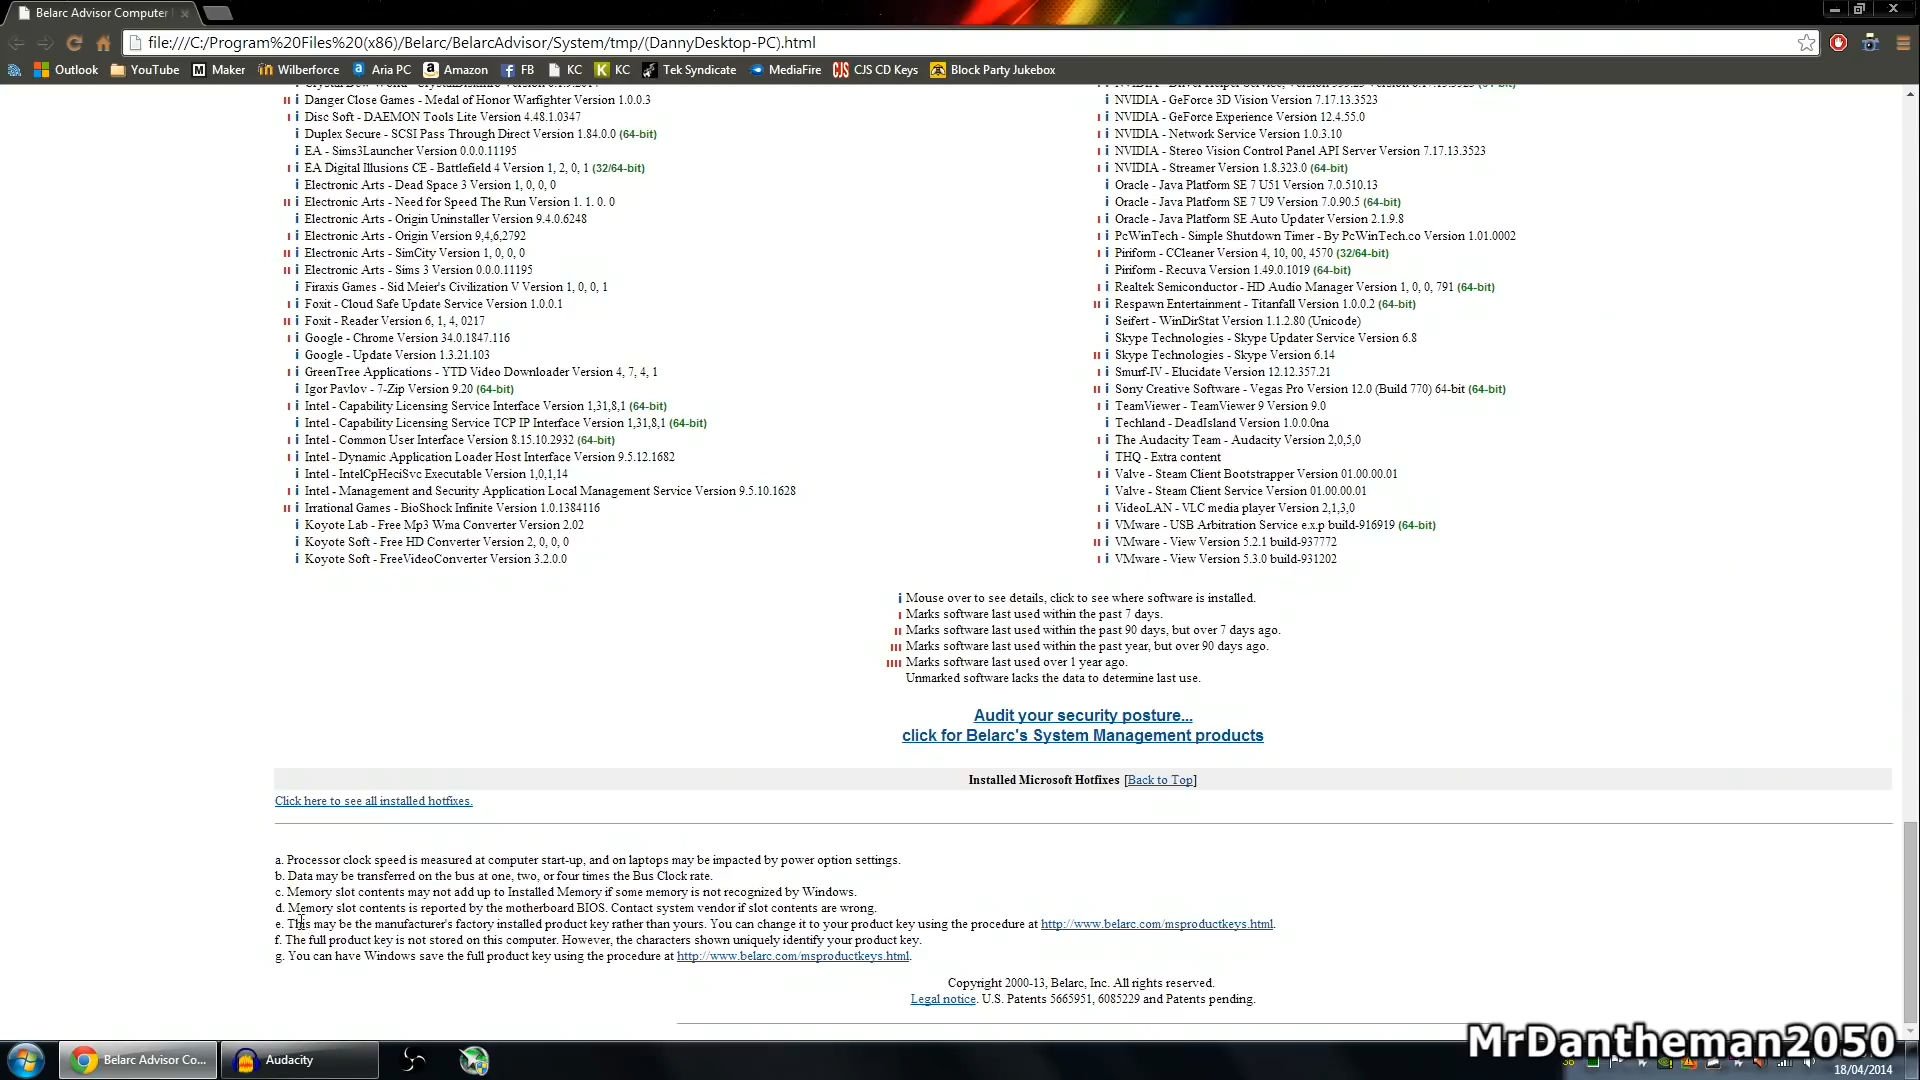 Belarc Advisor Computer
file:///C:/Program%20Files%20(x86)/Belarc/BelarcAdvisor/System/tmp/(DannyDesktop-PC).html
Outlook YouTube Maker Wilberforce Aria PC Amazon FB KC KC Tek Syndicate MediaFire CJS CD Keys Block Party Jukebox
II i Danger Close Games - Medal of Honor Warfighter Version 1.0.0.3
I i Disc Soft - DAEMON Tools Lite Version 4.48.1.0347
i Duplex Secure - SCSI Pass Through Direct Version 1.84.0.0 (64-bit)
i EA - Sims3Launcher Version 0.0.0.11195
I i EA Digital Illusions CE - Battlefield 4 Version 1, 2, 0, 1 (32/64-bit)
i Electronic Arts - Dead Space 3 Version 1, 0, 0, 0
II i Electronic Arts - Need for Speed The Run Version 1. 1. 0. 0
i Electronic Arts - Origin Uninstaller Version 9.4.0.6248
I i Electronic Arts - Origin Version 9,4,6,2792
II i Electronic Arts - SimCity Version 1, 0, 0, 0
II i Electronic Arts - Sims 3 Version 0.0.0.11195
i Firaxis Games - Sid Meier's Civilization V Version 1, 0, 0, 1
I i Foxit - Cloud Safe Update Service Version 1.0.0.1
II i Foxit - Reader Version 6, 1, 4, 0217
I i Google - Chrome Version 34.0.1847.116
i Google - Update Version 1.3.21.103
I i GreenTree Applications - YTD Video Downloader Version 4, 7, 4, 1
i Igor Pavlov - 7-Zip Version 9.20 (64-bit)
I i Intel - Capability Licensing Service Interface Version 1,31,8,1 (64-bit)
i Intel - Capability Licensing Service TCP IP Interface Version 1,31,8,1 (64-bit)
I i Intel - Common User Interface Version 8.15.10.2932 (64-bit)
I i Intel - Dynamic Application Loader Host Interface Version 9.5.12.1682
i Intel - IntelCpHeciSvc Executable Version 1,0,1,14
I i Intel - Management and Security Application Local Management Service Version 9.5.10.1628
II i Irrational Games - BioShock Infinite Version 1.0.1384116
i Koyote Lab - Free Mp3 Wma Converter Version 2.02
i Koyote Soft - Free HD Converter Version 2, 0, 0, 0
i Koyote Soft - FreeVideoConverter Version 3.2.0.0
i NVIDIA - GeForce 3D Vision Version 7.17.13.3523
I i NVIDIA - GeForce Experience Version 12.4.55.0
I i NVIDIA - Network Service Version 1.0.3.10
I i NVIDIA - Stereo Vision Control Panel API Server Version 7.17.13.3523
I i NVIDIA - Streamer Version 1.8.323.0 (64-bit)
i Oracle - Java Platform SE 7 U51 Version 7.0.510.13
i Oracle - Java Platform SE 7 U9 Version 7.0.90.5 (64-bit)
I i Oracle - Java Platform SE Auto Updater Version 2.1.9.8
I i PcWinTech - Simple Shutdown Timer - By PcWinTech.co Version 1.01.0002
I i Piriform - CCleaner Version 4, 10, 00, 4570 (32/64-bit)
i Piriform - Recuva Version 1.49.0.1019 (64-bit)
I i Realtek Semiconductor - HD Audio Manager Version 1, 0, 0, 791 (64-bit)
II i Respawn Entertainment - Titanfall Version 1.0.0.2 (64-bit)
i Seifert - WinDirStat Version 1.1.2.80 (Unicode)
i Skype Technologies - Skype Updater Service Version 6.8
II i Skype Technologies - Skype Version 6.14
I i Smurf-IV - Elucidate Version 12.12.357.21
II i Sony Creative Software - Vegas Pro Version 12.0 (Build 770) 64-bit (64-bit)
I i TeamViewer - TeamViewer 9 Version 9.0
i Techland - DeadIsland Version 1.0.0.0na
I i The Audacity Team - Audacity Version 2,0,5,0
i THQ - Extra content
I i Valve - Steam Client Bootstrapper Version 01.00.00.01
i Valve - Steam Client Service Version 01.00.00.01
I i VideoLAN - VLC media player Version 2,1,3,0
I i VMware - USB Arbitration Service e.x.p build-916919 (64-bit)
II i VMware - View Version 5.2.1 build-937772
I i VMware - View Version 5.3.0 build-931202
i Mouse over to see details, click to see where software is installed.
I Marks software last used within the past 7 days.
II Marks software last used within the past 90 days, but over 7 days ago.
III Marks software last used within the past year, but over 90 days ago.
IIII Marks software last used over 1 year ago.
Unmarked software lacks the data to determine last use.
Audit your security posture...
click for Belarc's System Management products
Installed Microsoft Hotfixes [Back to Top]
Click here to see all installed hotfixes.
a. Processor clock speed is measured at computer start-up, and on laptops may be impacted by power option settings.
b. Data may be transferred on the bus at one, two, or four times the Bus Clock rate.
c. Memory slot contents may not add up to Installed Memory if some memory is not recognized by Windows.
d. Memory slot contents is reported by the motherboard BIOS. Contact system vendor if slot contents are wrong.
e. This may be the manufacturer's factory installed product key rather than yours. You can change it to your product key using the procedure at http://www.belarc.com/msproductkeys.html.
f. The full product key is not stored on this computer. However, the characters shown uniquely identify your product key.
g. You can have Windows save the full product key using the procedure at http://www.belarc.com/msproductkeys.html.
Copyright 2000-13, Belarc, Inc. All rights reserved.
Legal notice. U.S. Patents 5665951, 6085229 and Patents pending.
MrDantheman2050
Belarc Advisor Co... Audacity
18/04/2014